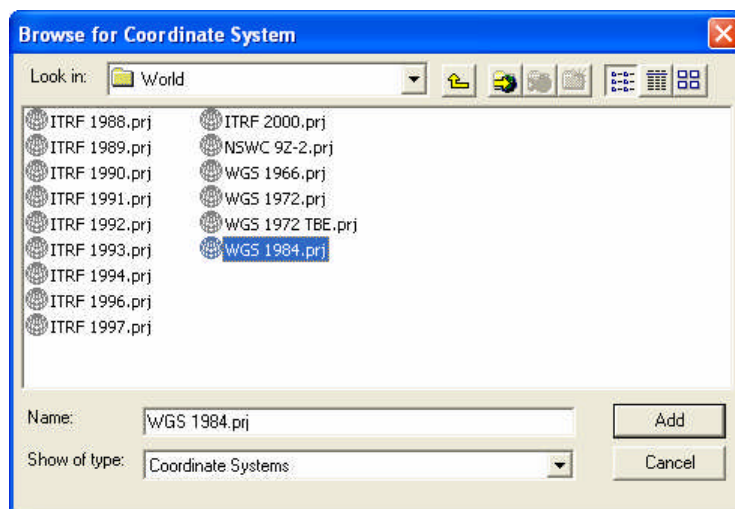 Browse for Coordinate System
Look in: World
ITRF 1988.prj
ITRF 1989.prj
ITRF 1990.prj
ITRF 1991.prj
ITRF 1992.prj
ITRF 1993.prj
ITRF 1994.prj
ITRF 1996.prj
ITRF 1997.prj
ITRF 2000.prj
NSWC 9Z-2.prj
WGS 1966.prj
WGS 1972.prj
WGS 1972 TBE.prj
WGS 1984.prj
Name: WGS 1984.prj
Add
Show of type: Coordinate Systems
Cancel